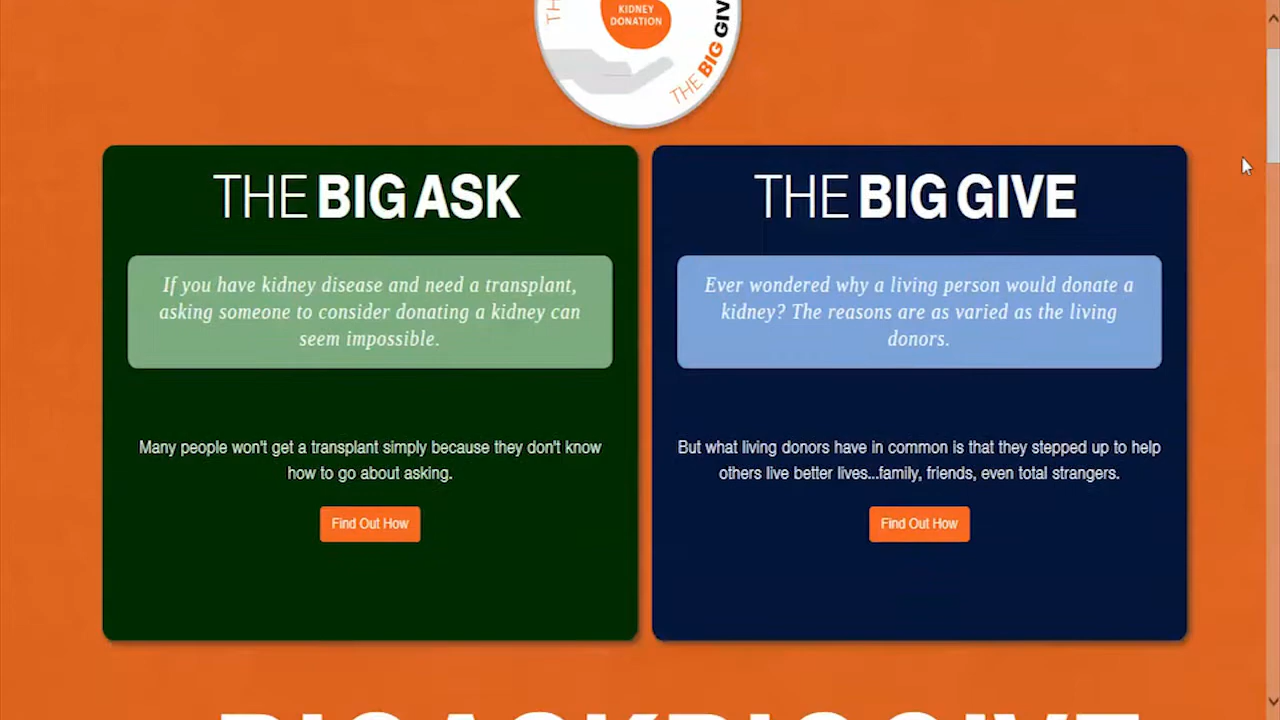 KIDNEY
DONATION
TH
THE BIG GIV
THE BIG ASK
If you have kidney disease and need a transplant,
asking someone to consider donating a kidney can
seem impossible.
Many people won't get a transplant simply because they don't know
how to go about asking.
Find Out How
THE BIG GIVE
Ever wondered why a living person would donate a
kidney? The reasons are as varied as the living
donors.
But what living donors have in common is that they stepped up to help
others live better lives...family, friends, even total strangers.
Find Out How
BIGASKBIGGIVE